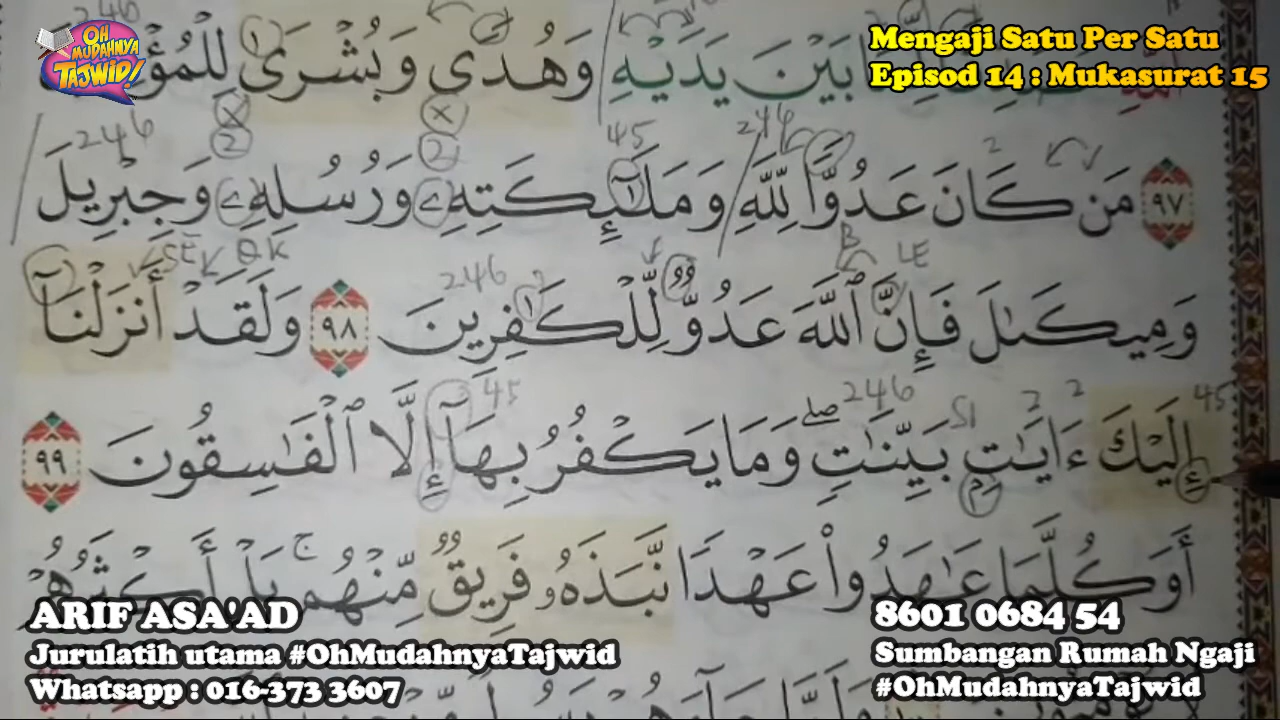 OH
MUDAHNYA
TAJWID!
Mengaji Satu Per Satu
Episod 14 : Mukasurat 15
بَيْنَ يَدَيْهِ وَهُدًى وَبُشْرَىٰ
٩٧ مَن كَانَ عَدُوًّا لِّلَّهِ وَمَلَـٰٓئِكَتِهِۦ وَرُسُلِهِۦ وَجِبْرِيلَ
وَمِيكَىٰلَ فَإِنَّ ٱللَّهَ عَدُوٌّ لِّلْكَـٰفِرِينَ ٩٨ وَلَقَدْ أَنزَلْنَآ
إِلَيْكَ ءَايَـٰتٍۭ بَيِّنَـٰتٍ ۖ وَمَا يَكْفُرُ بِهَآ إِلَّا ٱلْفَـٰسِقُونَ ٩٩
أَوَكُلَّمَا عَـٰهَدُوا۟ عَهْدًا نَّبَذَهُۥ فَرِيقٌ مِّنْهُم ۚ بَلْ أَكْثَرُهُمْ
ARIF ASA'AD
Jurulatih utama #OhMudahnyaTajwid
Whatsapp : 016-373 3607
8601 0684 54
Sumbangan Rumah Ngaji
#OhMudahnyaTajwid